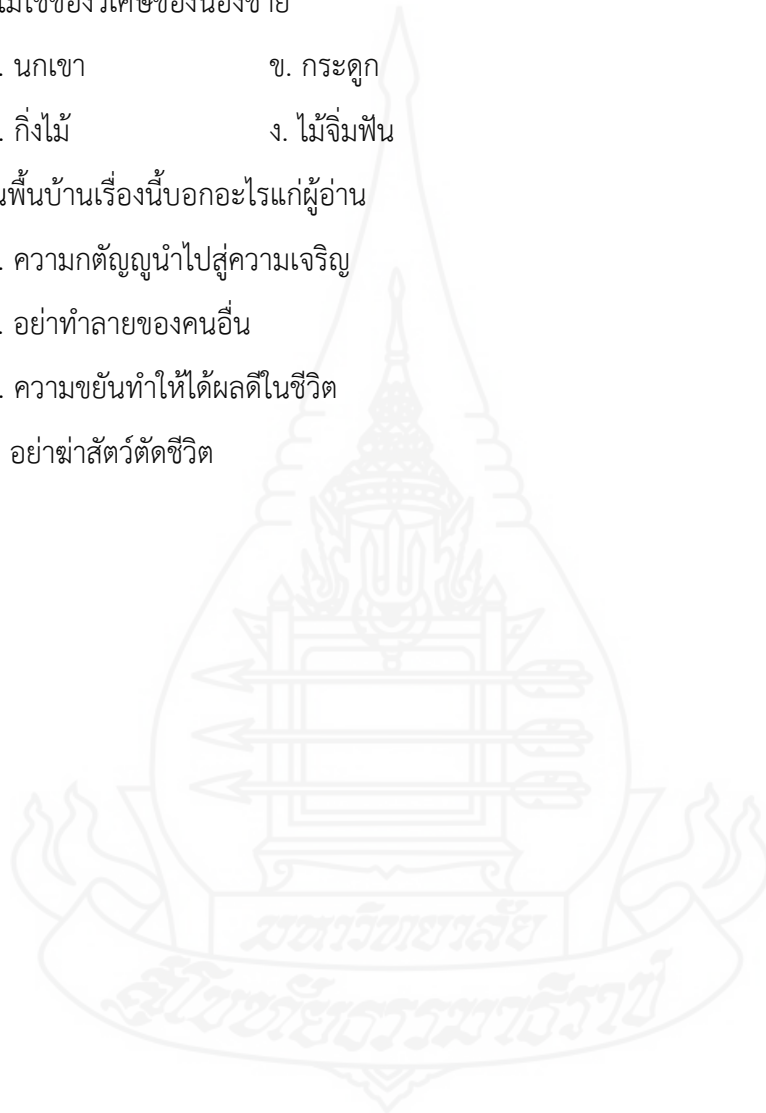 ไม่ใช่ของวิเศษของน้องชาย
. นกเขา ข. กระดูก
. กิ่งไม้ ง. ไม้จิ้มฟัน
นพื้นบ้านเรื่องนี้บอกอะไรแก่ผู้อ่าน
. ความกตัญญูนำไปสู่ความเจริญ
. อย่าทำลายของคนอื่น
. ความขยันทำให้ได้ผลดีในชีวิต
อย่าฆ่าสัตว์ตัดชีวิต
มหาวิทยาลัย
สุโขทัยธรรมาธิราช